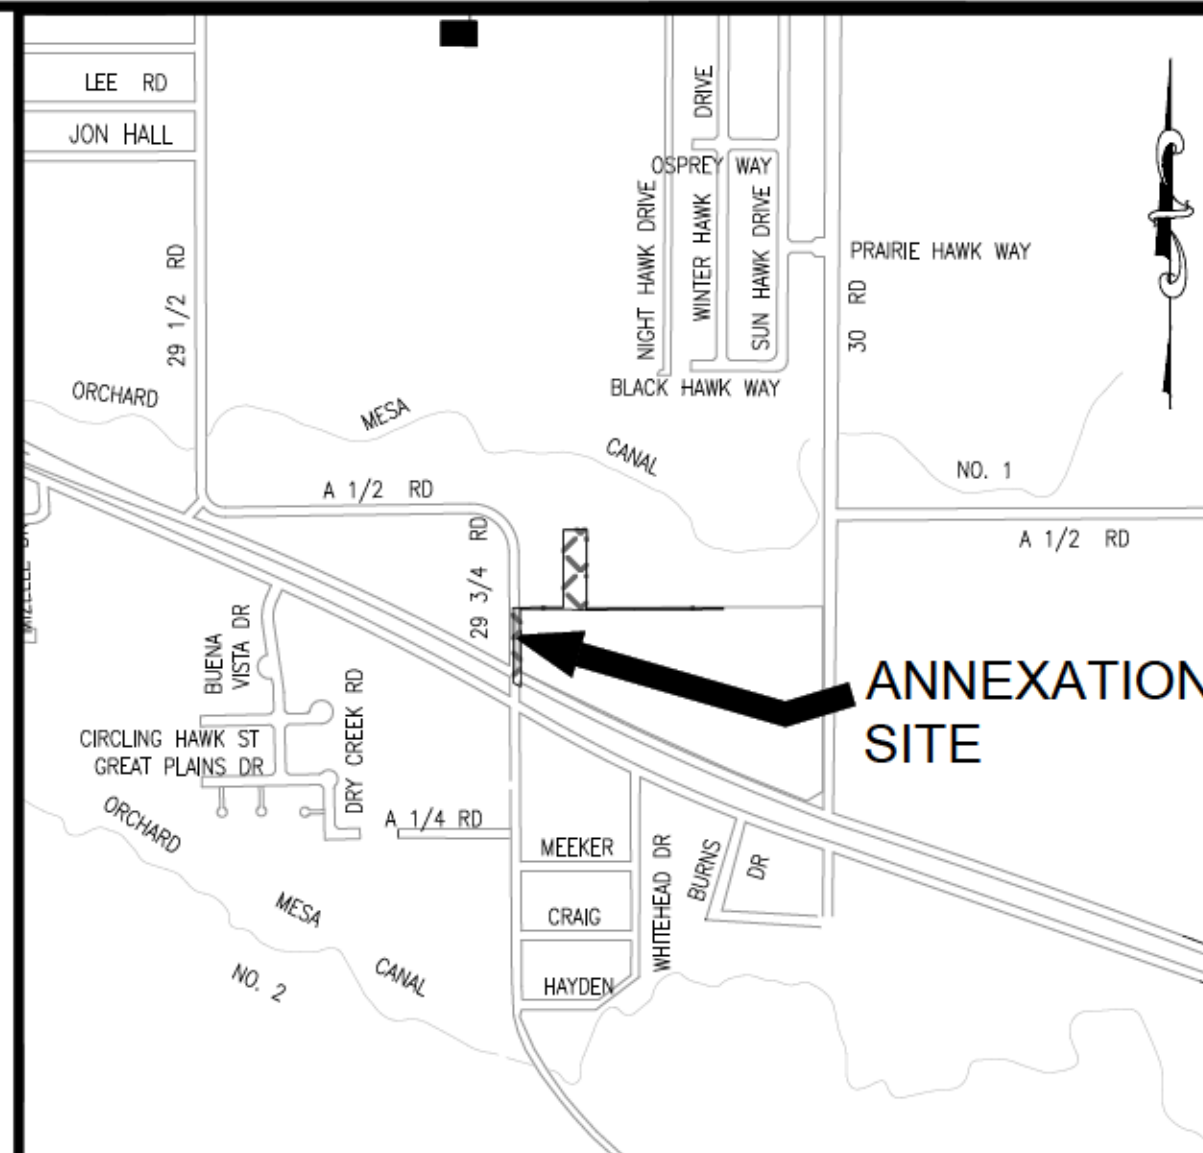 LEE RD
JON HALL
29 1/2 RD
ORCHARD
MESA
CANAL
NO. 1
DRIVE
OSPREY WAY
NIGHT HAWK DRIVE
WINTER HAWK
SUN HAWK DRIVE
BLACK HAWK WAY
PRAIRIE HAWK WAY
30 RD
A 1/2 RD
A 1/2 RD
29 3/4 RD
ANNEXATION
SITE
BUENA
VISTA DR
CIRCLING HAWK ST
GREAT PLAINS DR
DRY CREEK RD
A 1/4 RD
MEEKER
CRAIG
HAYDEN
WHITEHEAD DR
BURNS
DR
ORCHARD
MESA
CANAL
NO. 2